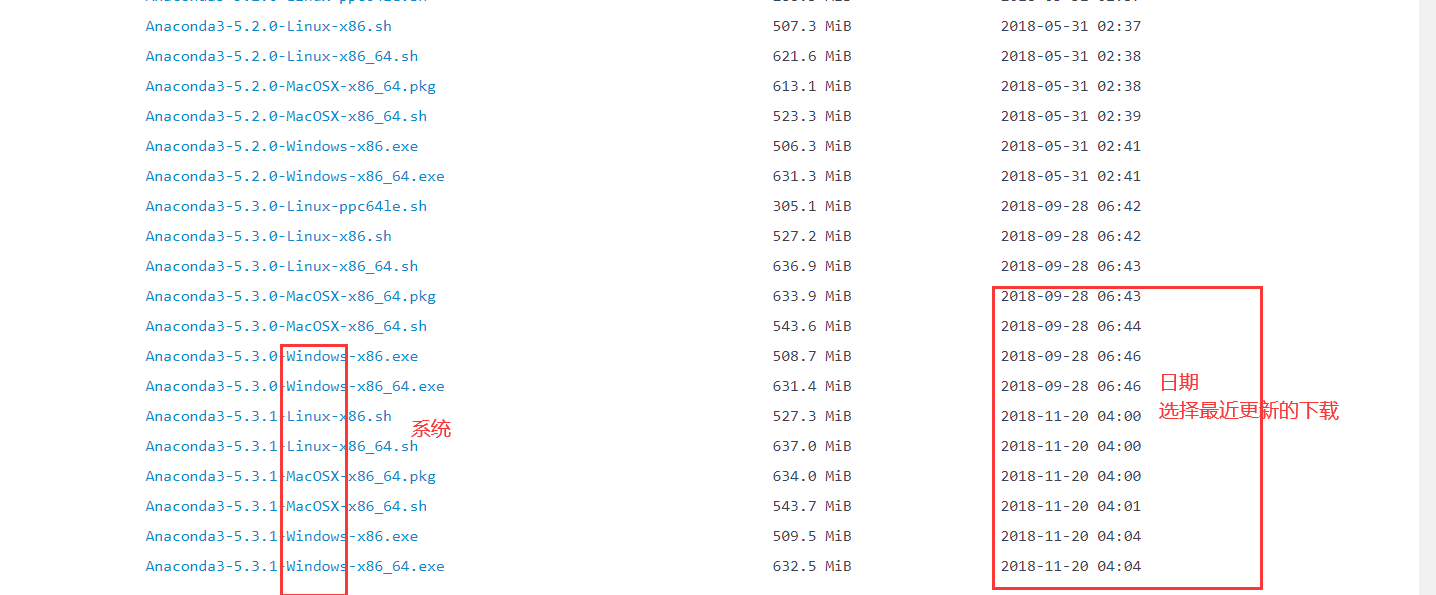 Anaconda3-5.2.0-Linux-x86.sh 507.3 MiB 2018-05-31 02:37
Anaconda3-5.2.0-Linux-x86_64.sh 621.6 MiB 2018-05-31 02:38
Anaconda3-5.2.0-MacOSX-x86_64.pkg 613.1 MiB 2018-05-31 02:38
Anaconda3-5.2.0-MacOSX-x86_64.sh 523.3 MiB 2018-05-31 02:39
Anaconda3-5.2.0-Windows-x86.exe 506.3 MiB 2018-05-31 02:41
Anaconda3-5.2.0-Windows-x86_64.exe 631.3 MiB 2018-05-31 02:41
Anaconda3-5.3.0-Linux-ppc64le.sh 305.1 MiB 2018-09-28 06:42
Anaconda3-5.3.0-Linux-x86.sh 527.2 MiB 2018-09-28 06:42
Anaconda3-5.3.0-Linux-x86_64.sh 636.9 MiB 2018-09-28 06:43
Anaconda3-5.3.0-MacOSX-x86_64.pkg 633.9 MiB 2018-09-28 06:43
Anaconda3-5.3.0-MacOSX-x86_64.sh 543.6 MiB 2018-09-28 06:44
Anaconda3-5.3.0-Windows-x86.exe 508.7 MiB 2018-09-28 06:46
Anaconda3-5.3.0-Windows-x86_64.exe 631.4 MiB 2018-09-28 06:46
日期
选择最近更新的下载
Anaconda3-5.3.1-Linux-x86.sh 527.3 MiB 2018-11-20 04:00
系统
Anaconda3-5.3.1-Linux-x86_64.sh 637.0 MiB 2018-11-20 04:00
Anaconda3-5.3.1-MacOSX-x86_64.pkg 634.0 MiB 2018-11-20 04:00
Anaconda3-5.3.1-MacOSX-x86_64.sh 543.7 MiB 2018-11-20 04:01
Anaconda3-5.3.1-Windows-x86.exe 509.5 MiB 2018-11-20 04:04
Anaconda3-5.3.1-Windows-x86_64.exe 632.5 MiB 2018-11-20 04:04